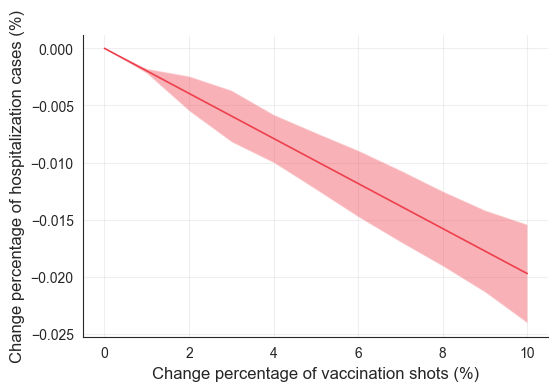 Change percentage of hospitalization cases (%)
0.000
−0.005
−0.010
−0.015
−0.020
−0.025
0 2 4 6 8 10
Change percentage of vaccination shots (%)